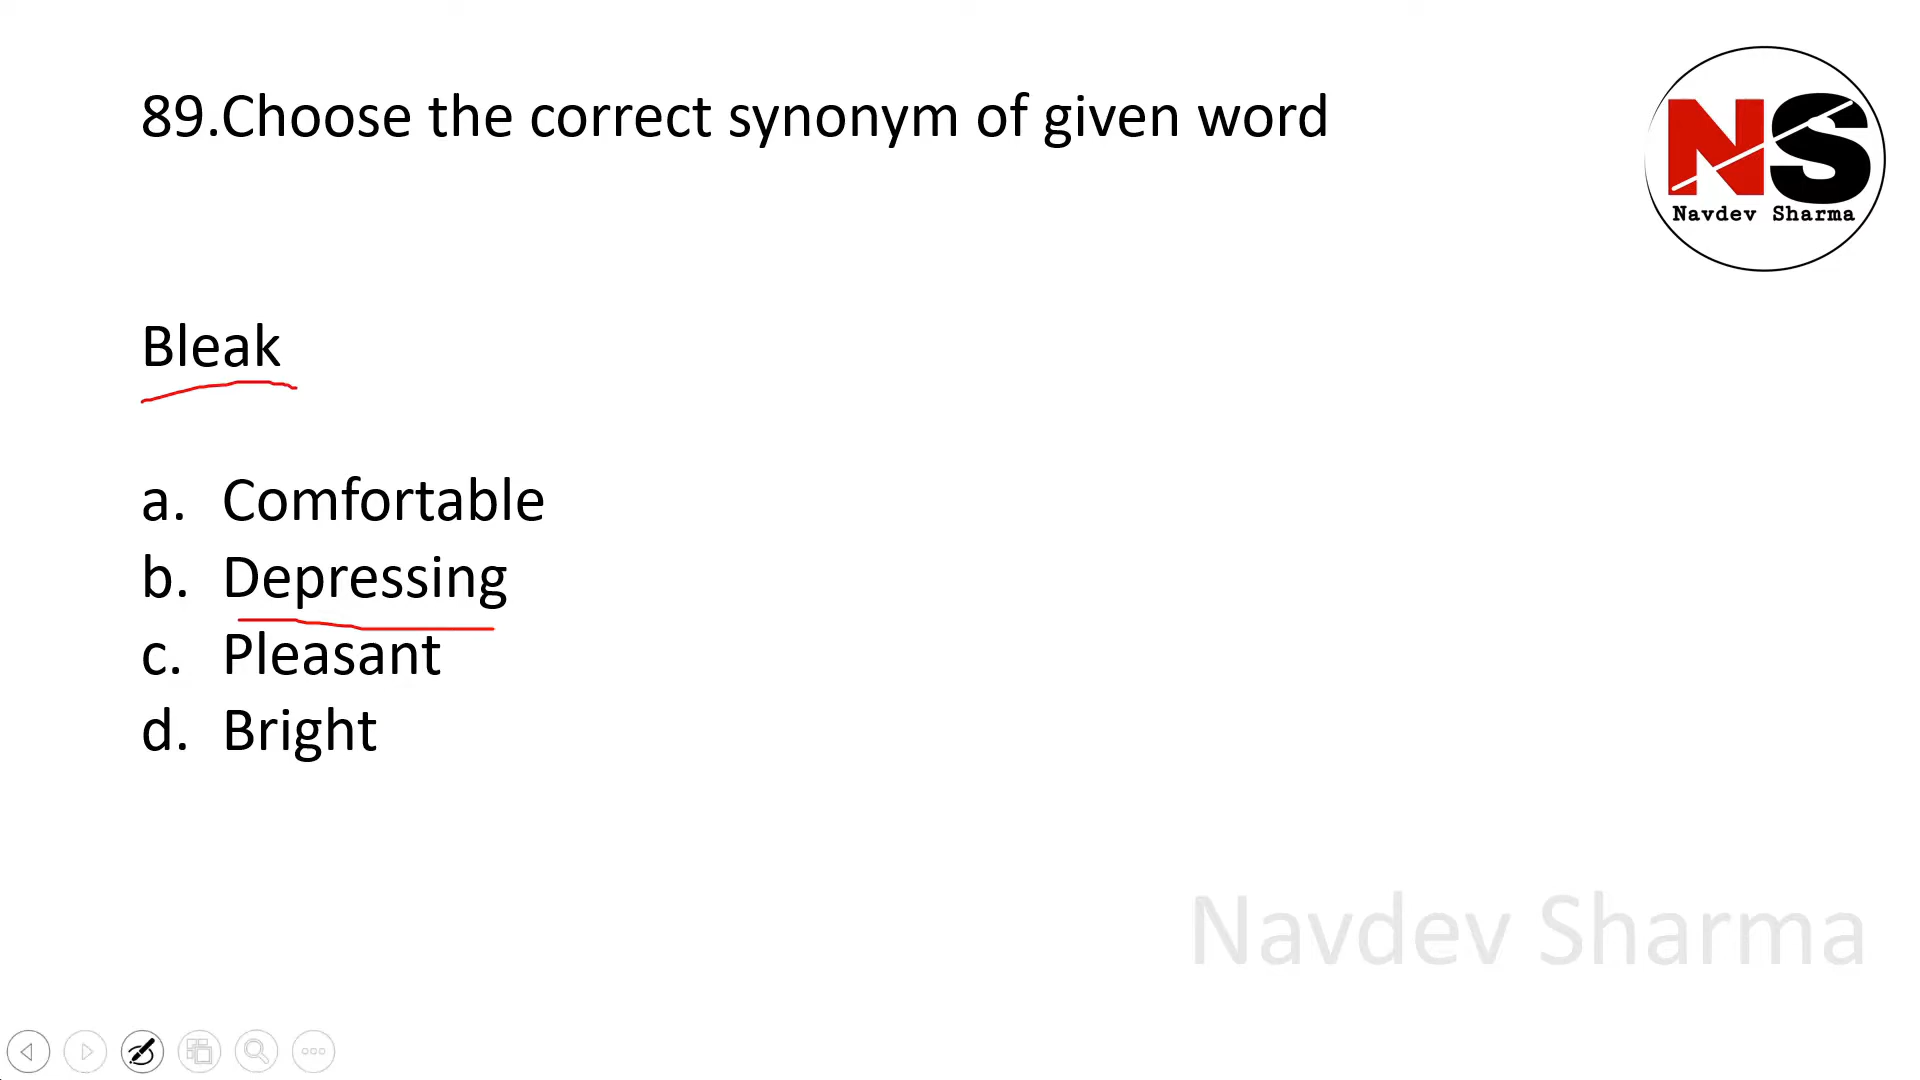 89.Choose the correct synonym of given word
NS
Navdev Sharma
Bleak
a. Comfortable
b. Depressing
c. Pleasant
d. Bright
Navdev Sharma